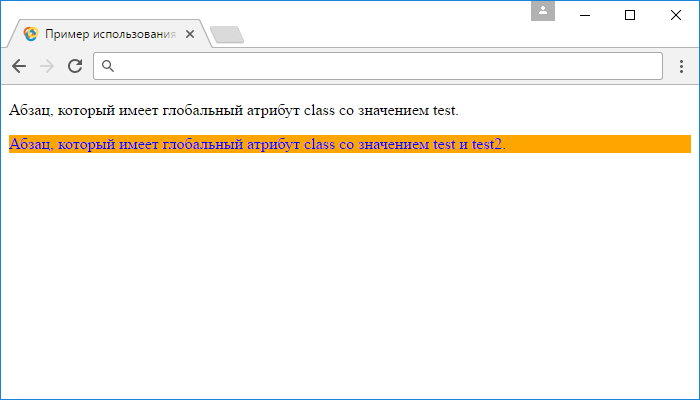 Пример использования
Абзац, который имеет глобальный атрибут class со значением test.
Абзац, который имеет глобальный атрибут class со значением test и test2.